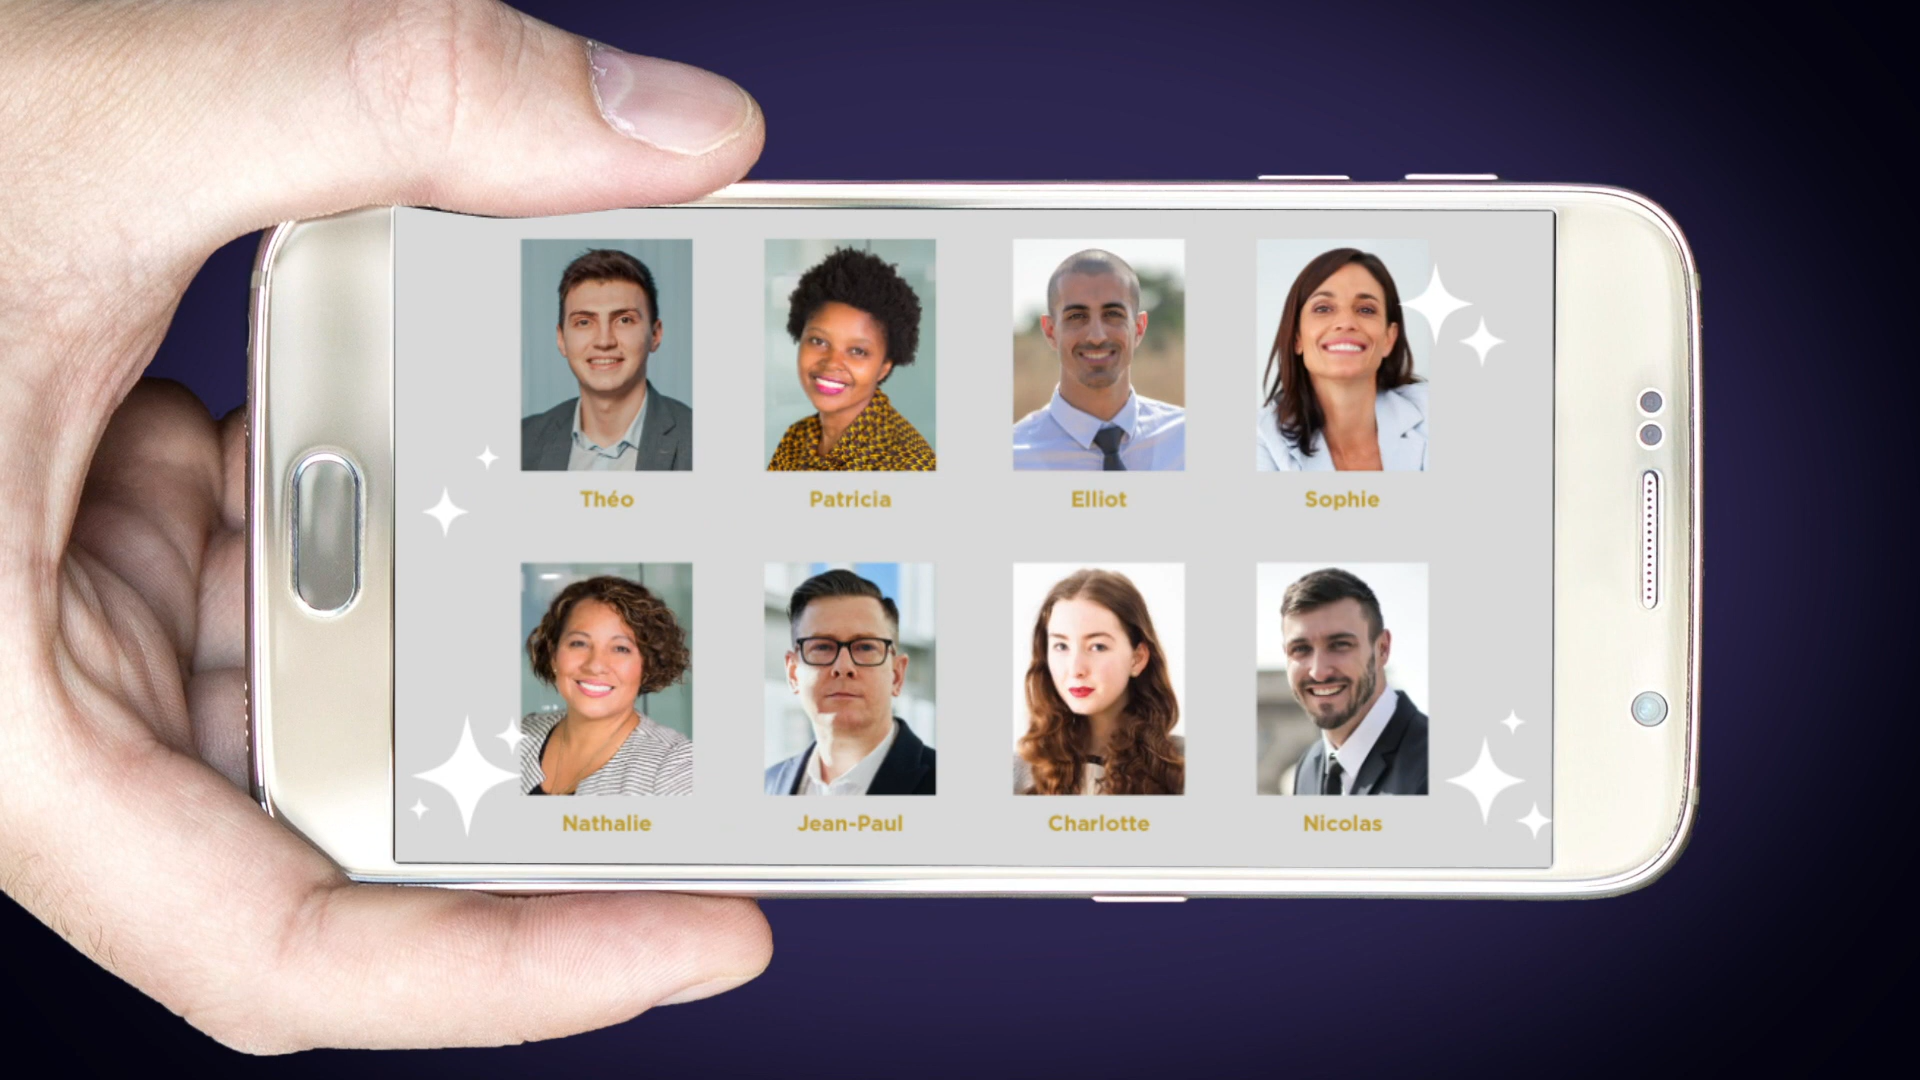 Théo
Patricia
Elliot
Sophie
Nathalie
Jean-Paul
Charlotte
Nicolas